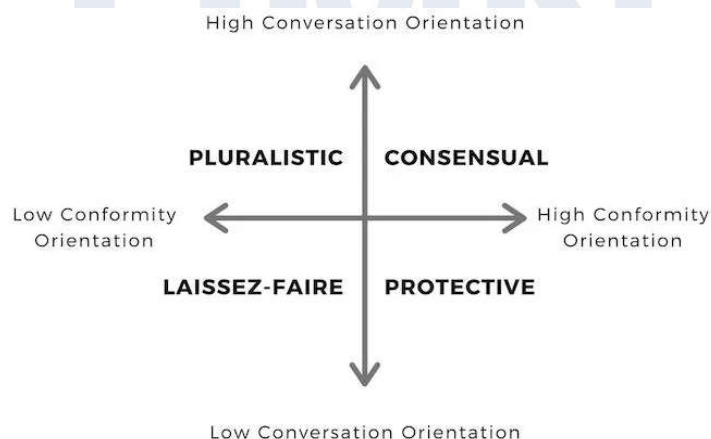 High Conversation Orientation
PLURALISTIC
CONSENSUAL
Low Conformity
Orientation
High Conformity
Orientation
LAISSEZ-FAIRE
PROTECTIVE
Low Conversation Orientation